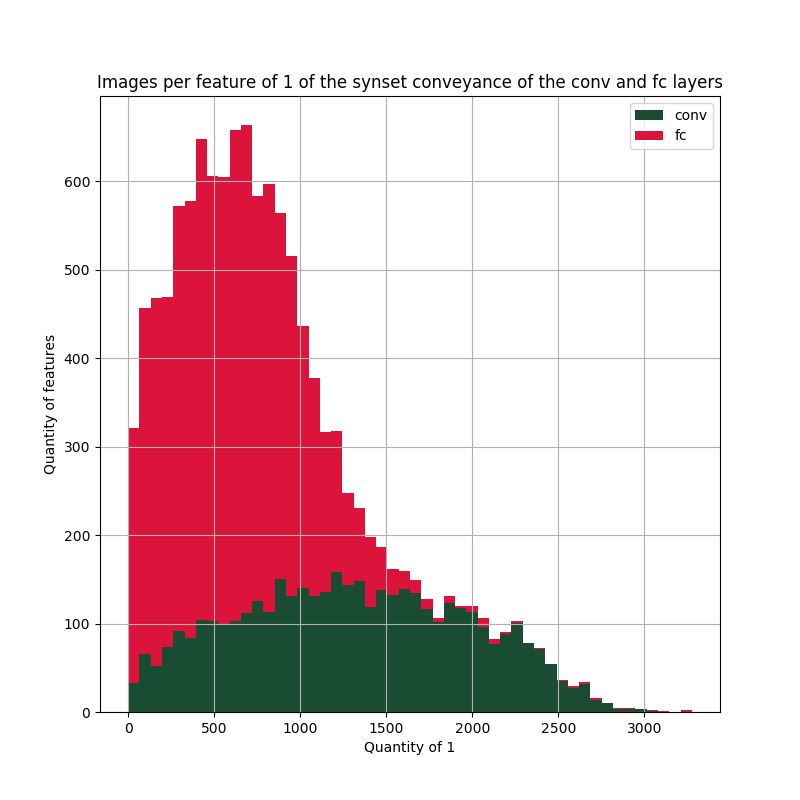 Images per feature of 1 of the synset conveyance of the conv and fc layers
conv
fc
Quantity of features
600
500
400
300
200
100
0
0 500 1000 1500 2000 2500 3000
Quantity of 1